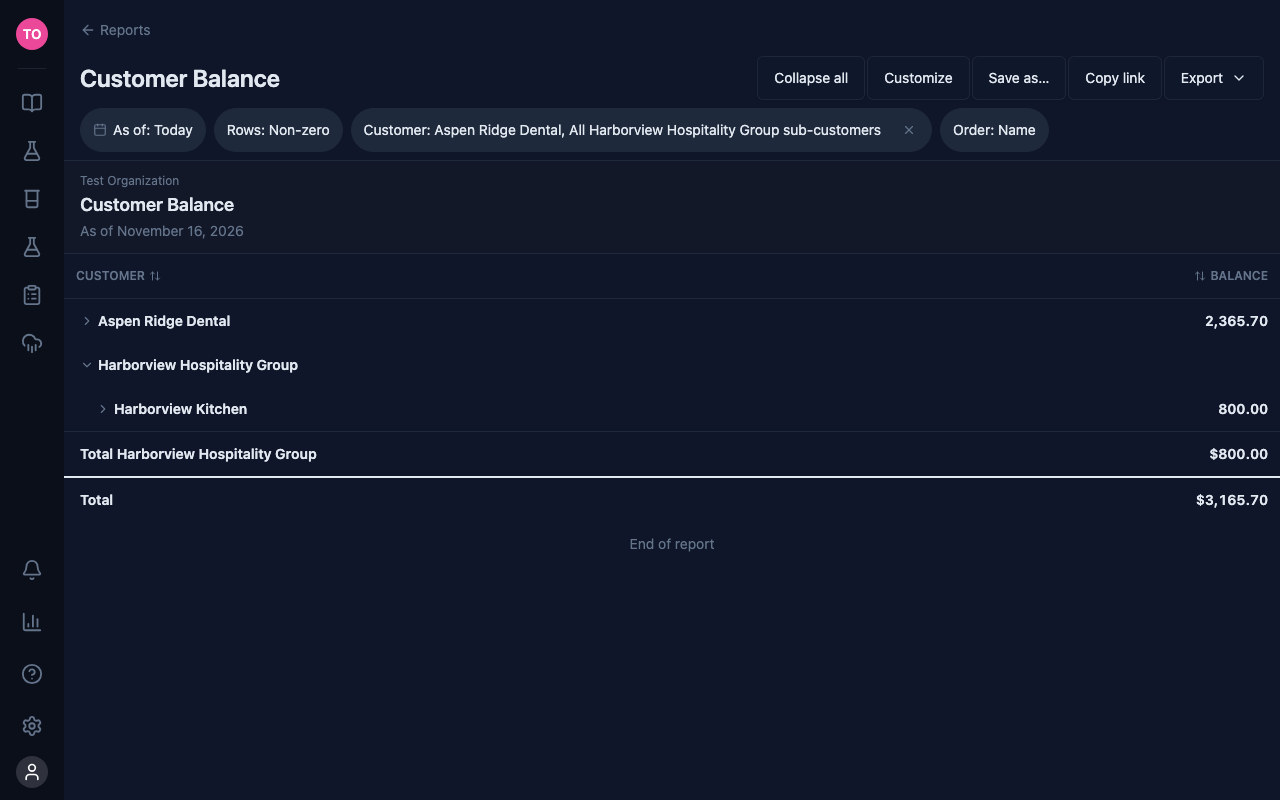 TO
Reports
Customer Balance
Collapse all
Customize
Save as...
Copy link
Export
As of: Today
Rows: Non-zero
Customer: Aspen Ridge Dental, All Harborview Hospitality Group sub-customers
Order: Name
Test Organization
Customer Balance
As of November 16, 2026
CUSTOMER
BALANCE
Aspen Ridge Dental 2,365.70
Harborview Hospitality Group
Harborview Kitchen 800.00
Total Harborview Hospitality Group $800.00
Total $3,165.70
End of report